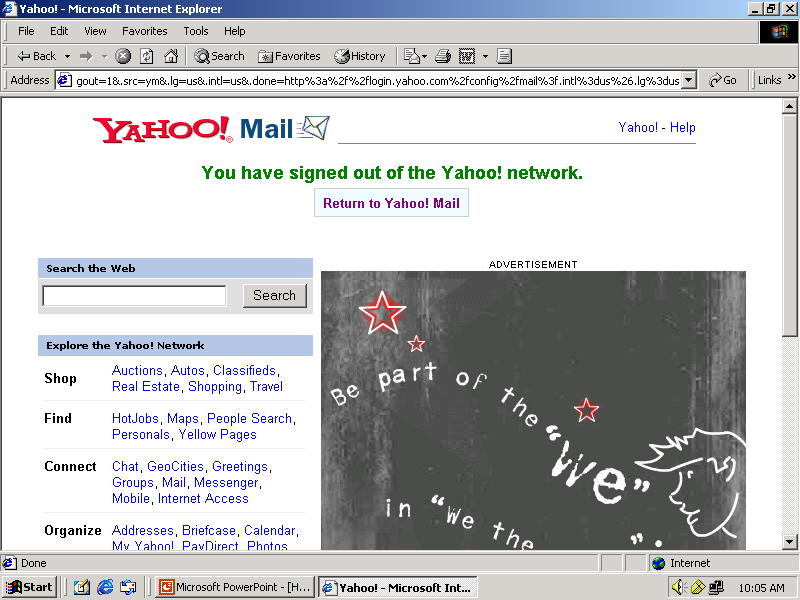 Yahoo! - Microsoft Internet Explorer
File Edit View Favorites Tools Help
Back Search Favorites History
Address gout=1&.src=ym&.lg=us&.intl=us&.done=http%3a%2f%2flogin.yahoo.com%2fconfig%2fmail%3f.intl%3dus%26.lg%3dus Go Links »
YAHOO!® Mail
Yahoo! - Help
You have signed out of the Yahoo! network.
Return to Yahoo! Mail
Search the Web
Search
Explore the Yahoo! Network
Shop
Auctions, Autos, Classifieds,
Real Estate, Shopping, Travel
Find
HotJobs, Maps, People Search,
Personals, Yellow Pages
Connect
Chat, GeoCities, Greetings,
Groups, Mail, Messenger,
Mobile, Internet Access
Organize
Addresses, Briefcase, Calendar,
My Yahoo!, PayDirect, Photos
ADVERTISEMENT
Be part of the "We"
in "We the
Done
Internet
Start
Microsoft PowerPoint - [H...
Yahoo! - Microsoft Int...
10:05 AM